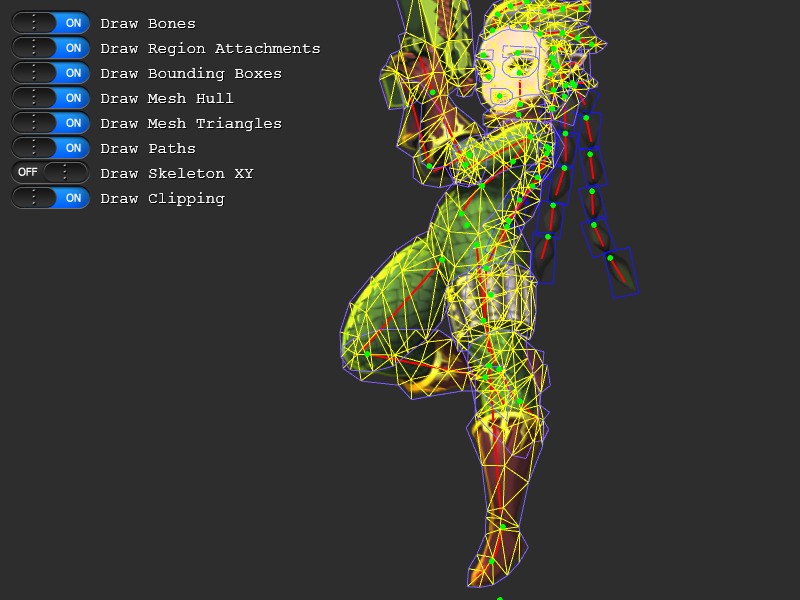 ON Draw Bones
ON Draw Region Attachments
ON Draw Bounding Boxes
ON Draw Mesh Hull
ON Draw Mesh Triangles
ON Draw Paths
OFF Draw Skeleton XY
ON Draw Clipping